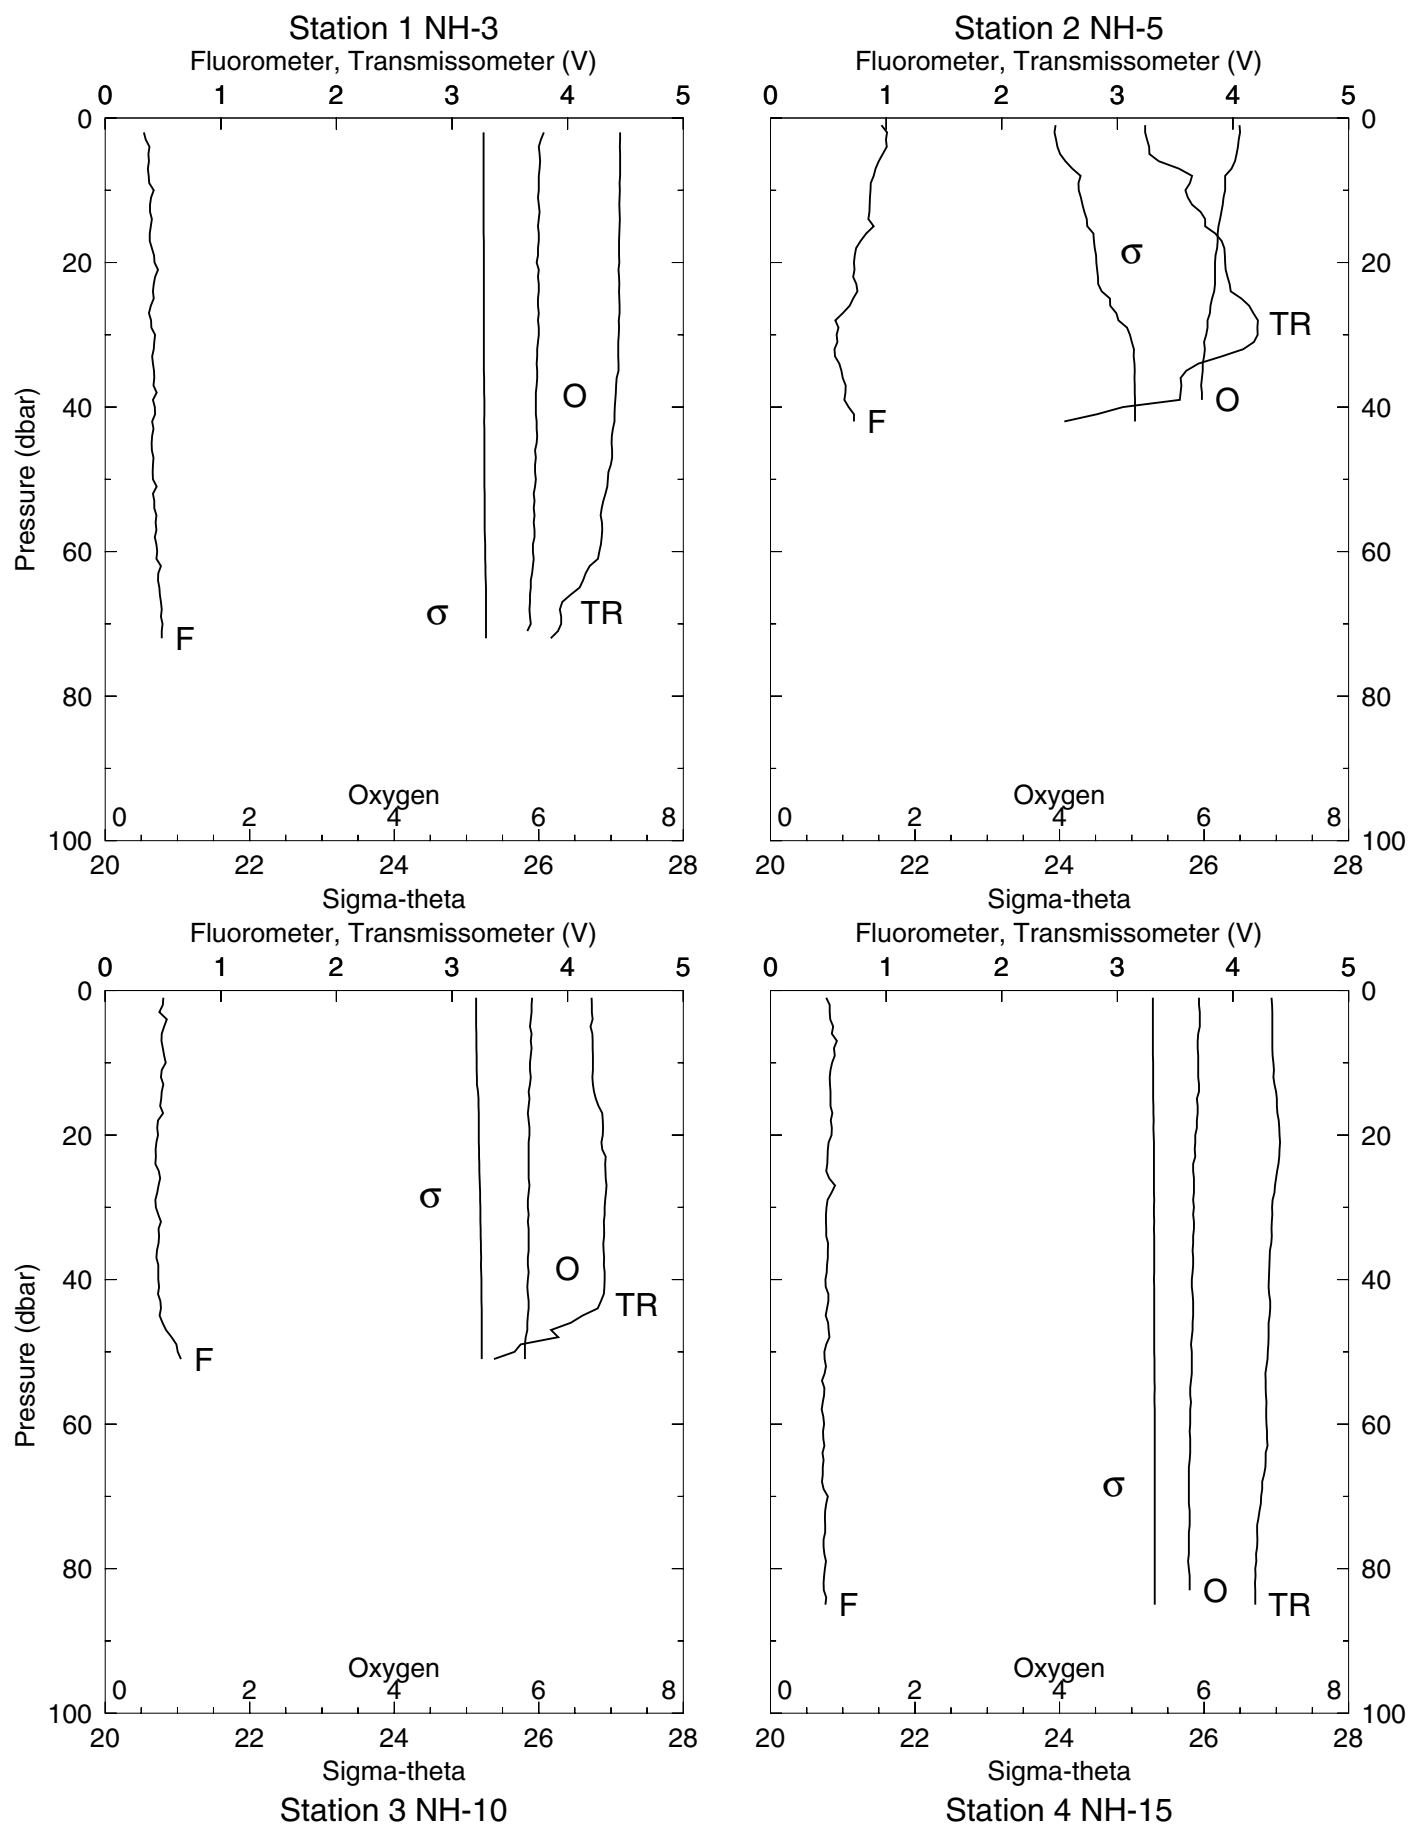 Station 1 NH-3
Fluorometer, Transmissometer (V)
0 1 2 3 4 5
0
20
40
60
80
100
Pressure (dbar)
σ
O
TR
F
Oxygen
0 2 4 6 8
20 22 24 26 28
Sigma-theta
Station 2 NH-5
Fluorometer, Transmissometer (V)
0 1 2 3 4 5
0
20
40
60
80
100
σ
TR
O
F
Oxygen
0 2 4 6 8
20 22 24 26 28
Sigma-theta
Fluorometer, Transmissometer (V)
0 1 2 3 4 5
0
20
40
60
80
100
Pressure (dbar)
σ
O
TR
F
Oxygen
0 2 4 6 8
20 22 24 26 28
Sigma-theta
Station 3 NH-10
Fluorometer, Transmissometer (V)
0 1 2 3 4 5
0
20
40
60
80
100
σ
F
O
TR
Oxygen
0 2 4 6 8
20 22 24 26 28
Sigma-theta
Station 4 NH-15